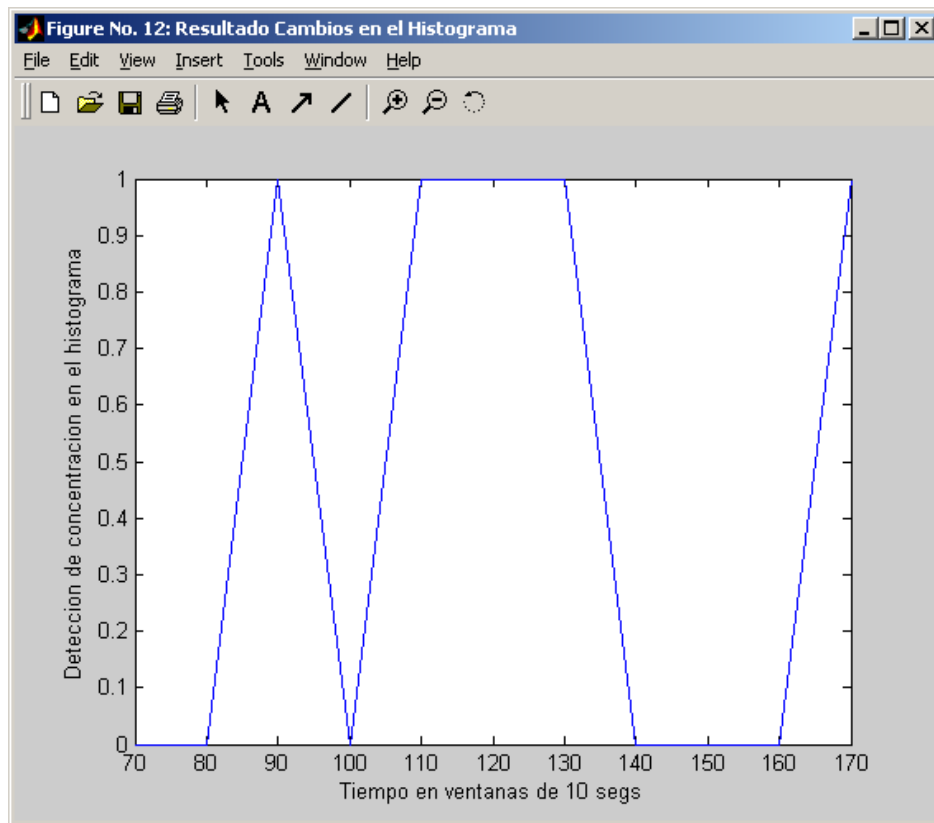 Figure No. 12: Resultado Cambios en el Histograma
File Edit View Insert Tools Window Help
A
Deteccion de concentracion en el histograma
1
0.9
0.8
0.7
0.6
0.5
0.4
0.3
0.2
0.1
0
70 80 90 100 110 120 130 140 150 160 170
Tiempo en ventanas de 10 segs